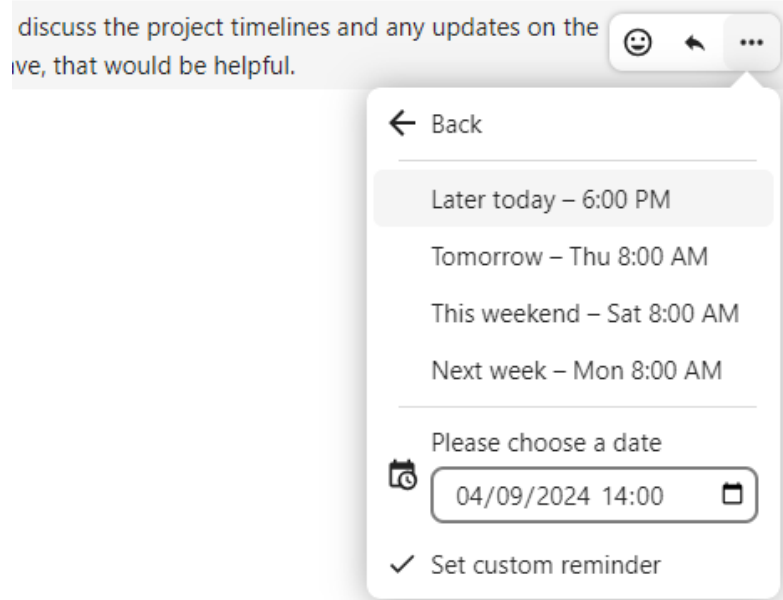 discuss the project timelines and any updates on the
ve, that would be helpful.
Back
Later today – 6:00 PM
Tomorrow – Thu 8:00 AM
This weekend – Sat 8:00 AM
Next week – Mon 8:00 AM
Please choose a date
04/09/2024 14:00
Set custom reminder